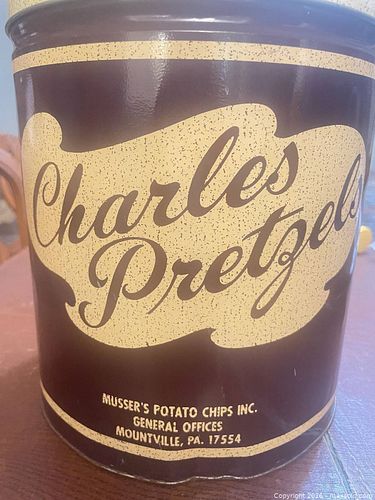 Charles
Pretzels
MUSSER'S POTATO CHIPS INC.
GENERAL OFFICES
MOUNTVILLE, PA. 17554